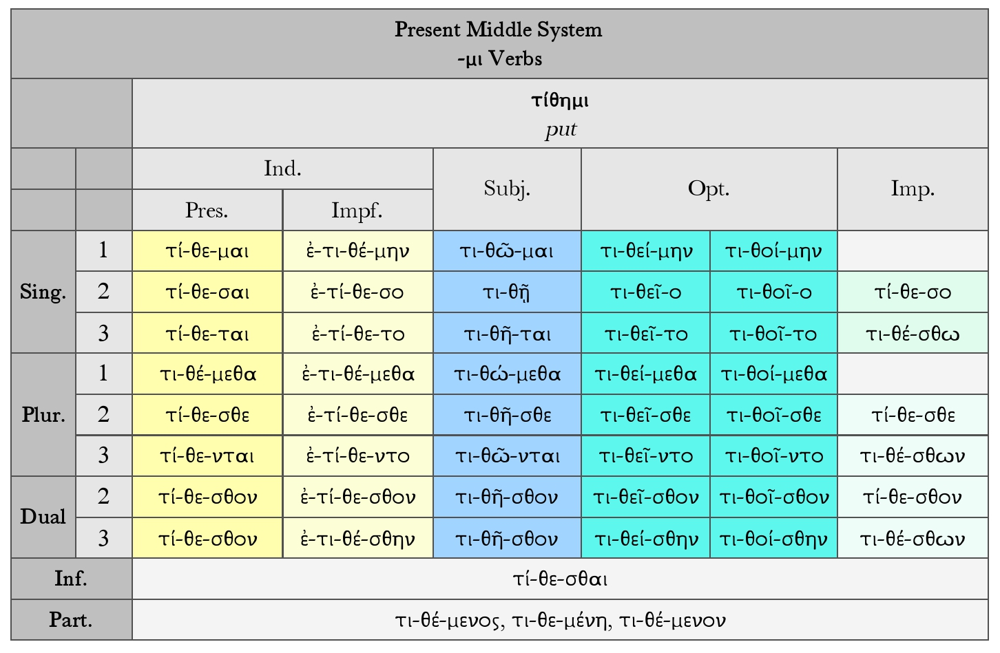 Present Middle System
-μι Verbs
τίθημι
put
Ind. Subj. Opt. Imp.
Pres. Impf.
Sing. 1 τί-θε-μαι ἐ-τι-θέ-μην τι-θῶ-μαι τι-θεί-μην τι-θοί-μην
2 τί-θε-σαι ἐ-τί-θε-σο τι-θῇ τι-θεῖ-ο τι-θοῖ-ο τί-θε-σο
3 τί-θε-ται ἐ-τί-θε-το τι-θῆ-ται τι-θεῖ-το τι-θοῖ-το τι-θέ-σθω
Plur. 1 τι-θέ-μεθα ἐ-τι-θέ-μεθα τι-θώ-μεθα τι-θεί-μεθα τι-θοί-μεθα
2 τί-θε-σθε ἐ-τί-θε-σθε τι-θῆ-σθε τι-θεῖ-σθε τι-θοῖ-σθε τί-θε-σθε
3 τί-θε-νται ἐ-τί-θε-ντο τι-θῶ-νται τι-θεῖ-ντο τι-θοῖ-ντο τι-θέ-σθων
Dual 2 τί-θε-σθον ἐ-τί-θε-σθον τι-θῆ-σθον τι-θεῖ-σθον τι-θοῖ-σθον τί-θε-σθον
3 τί-θε-σθον ἐ-τι-θέ-σθην τι-θῆ-σθον τι-θεί-σθην τι-θοί-σθην τι-θέ-σθων
Inf. τί-θε-σθαι
Part. τι-θέ-μενος, τι-θε-μένη, τι-θέ-μενον